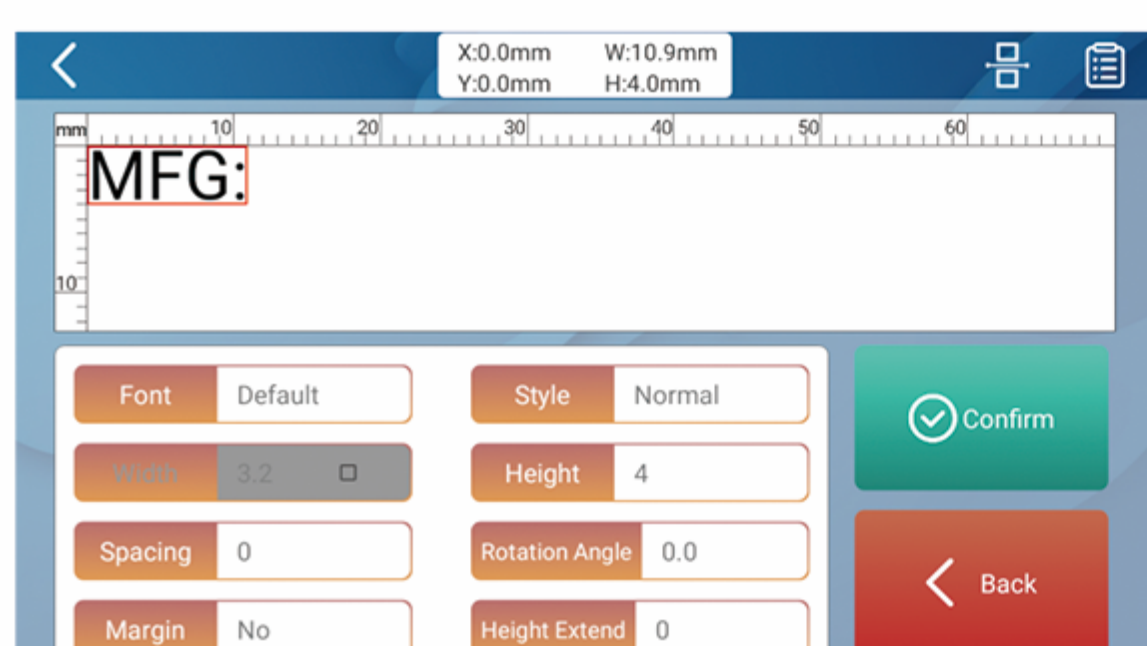 X:0.0mm W:10.9mm
Y:0.0mm H:4.0mm
mm 10 20 30 40 50 60
MFG:
10
Font Default Style Normal
Confirm
Width 3.2 Height 4
Spacing 0 Rotation Angle 0.0
Back
Margin No Height Extend 0